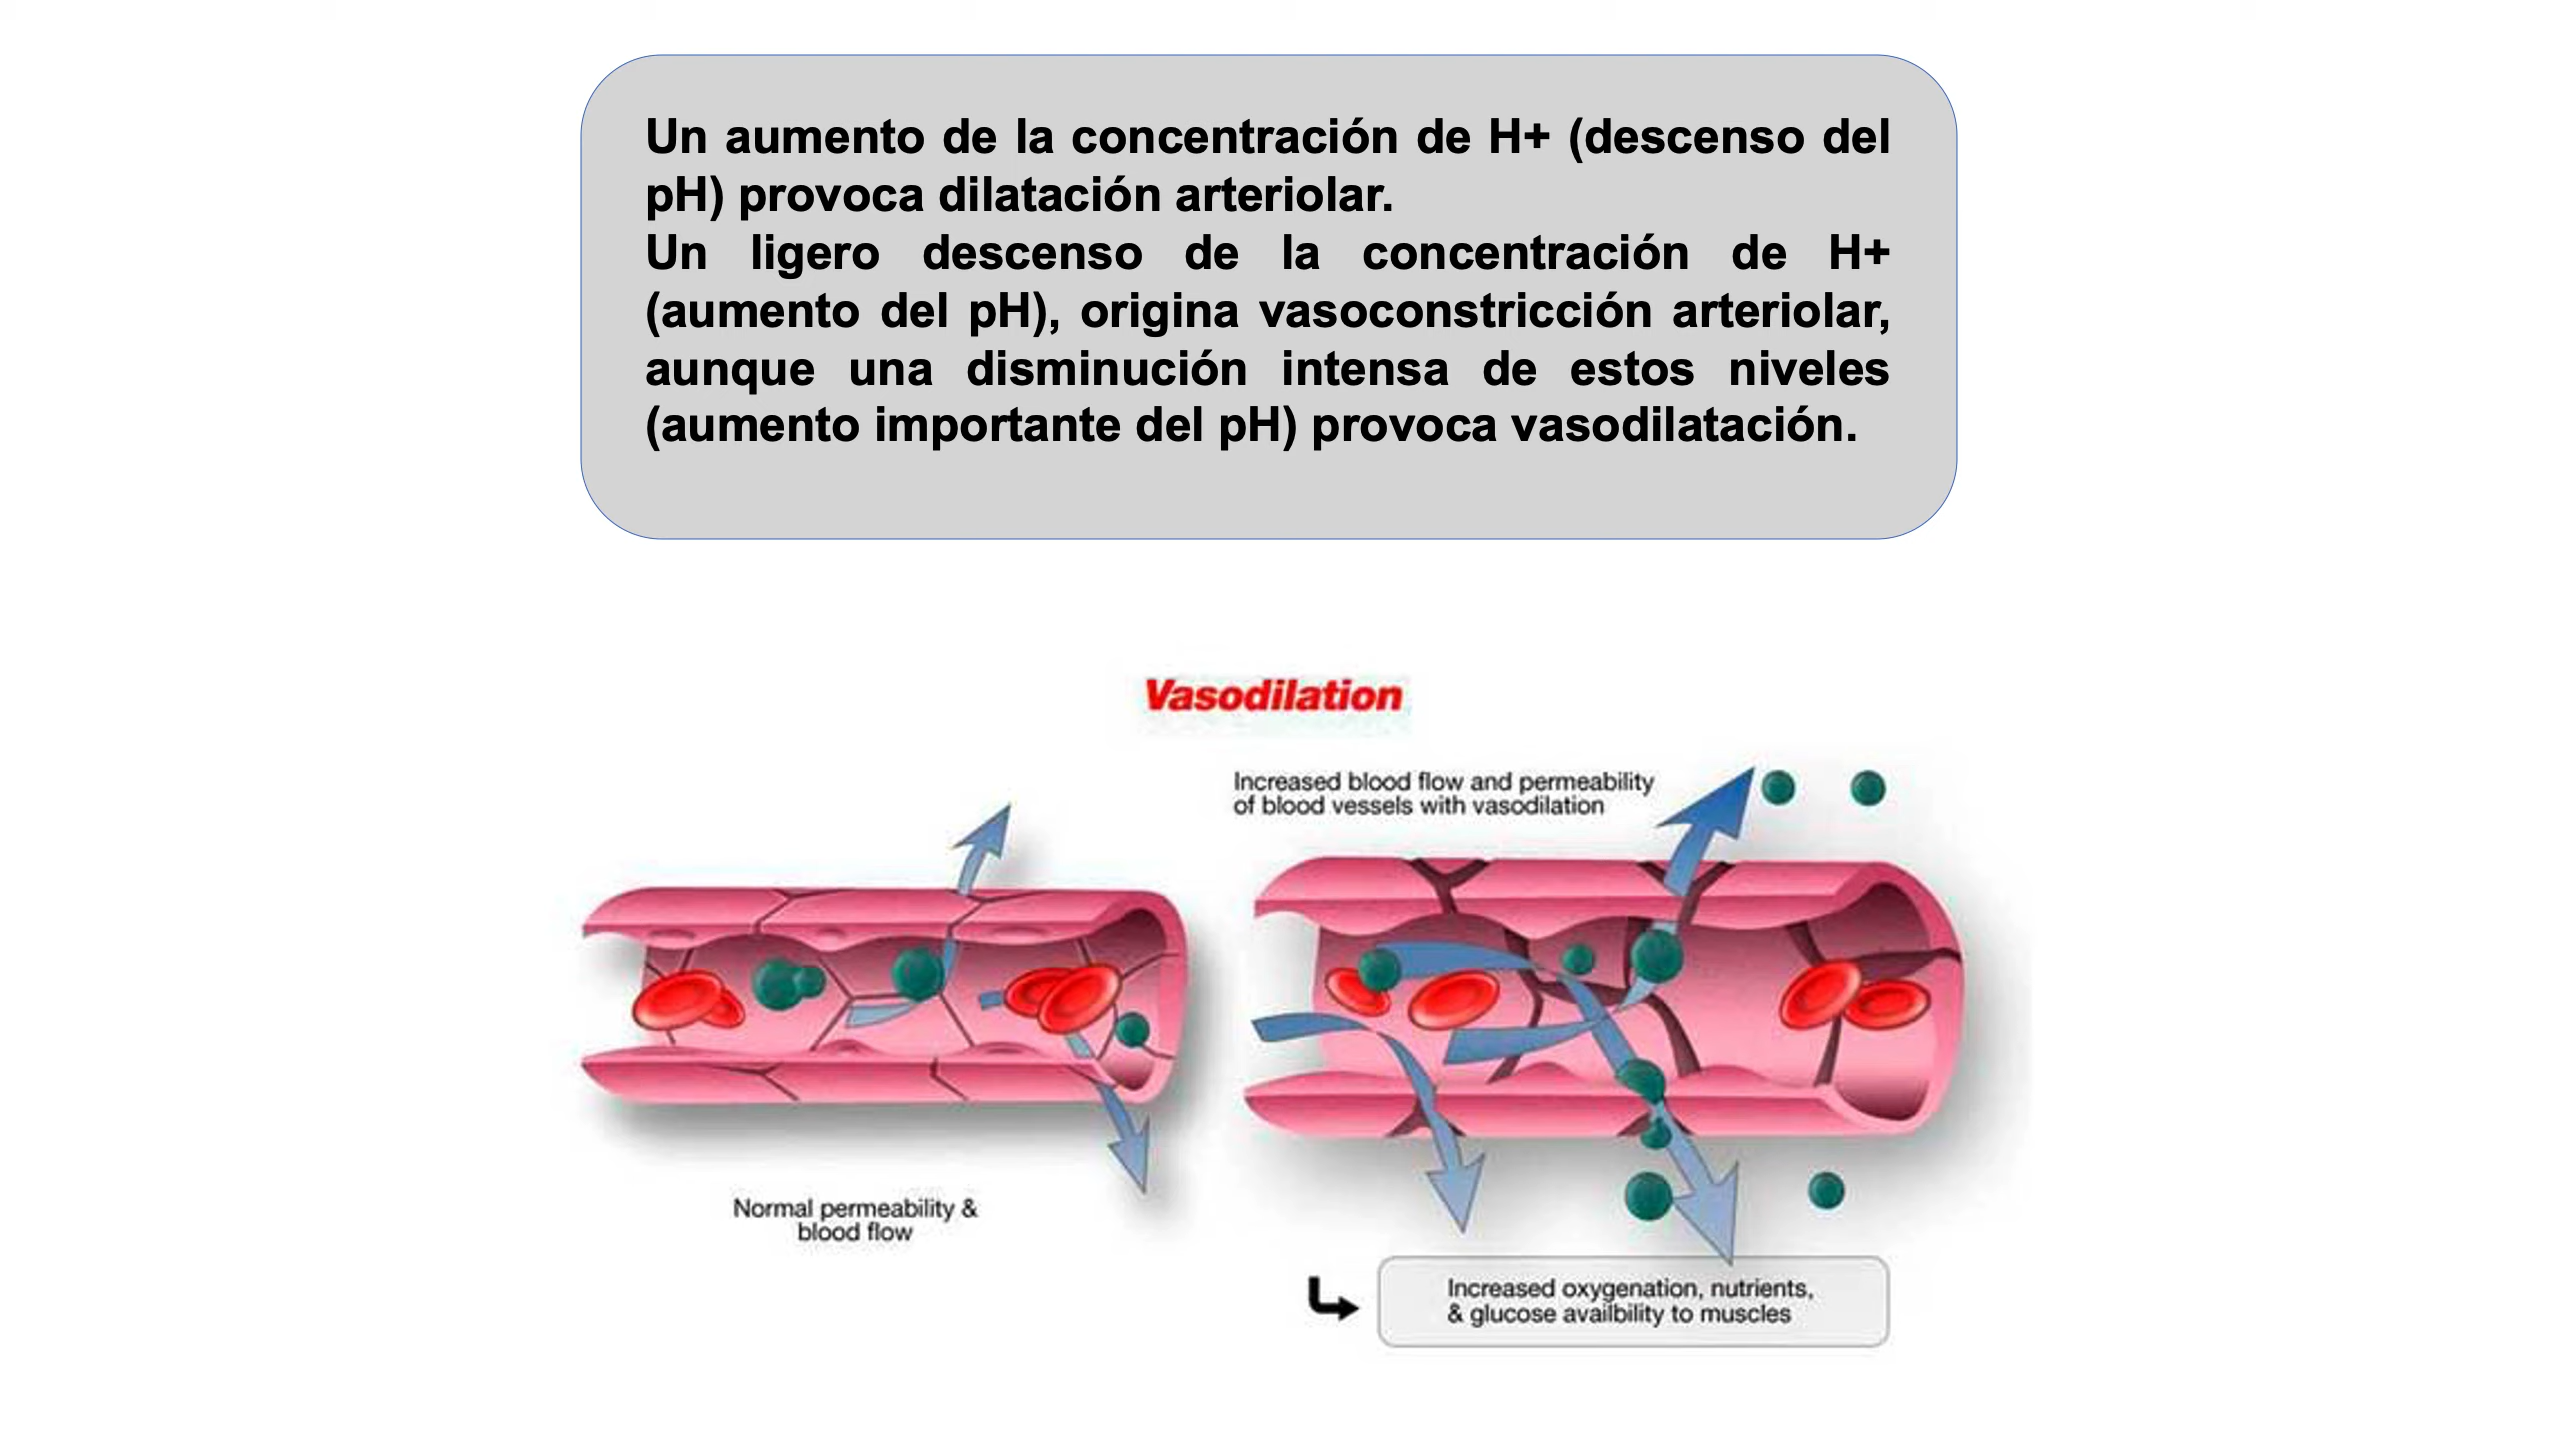 Un aumento de la concentración de H+ (descenso del
pH) provoca dilatación arteriolar.
Un ligero descenso de la concentración de H+
(aumento del pH), origina vasoconstricción arteriolar,
aunque una disminución intensa de estos niveles
(aumento importante del pH) provoca vasodilatación.
Vasodilation
Increased blood flow and permeability
of blood vessels with vasodilation
Normal permeability &
blood flow
Increased oxygenation, nutrients,
& glucose availbility to muscles